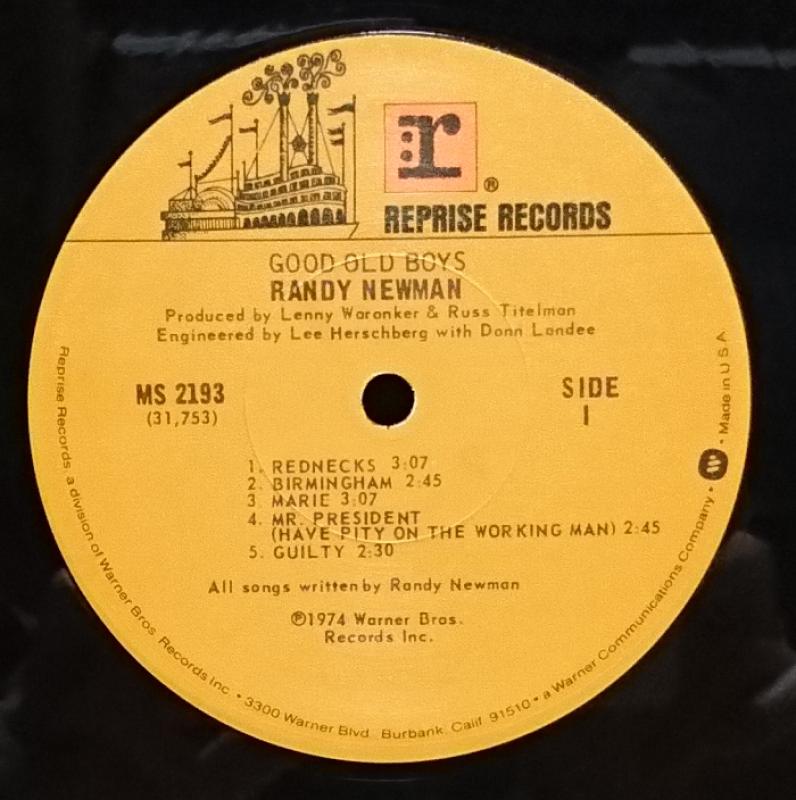 r
®
REPRISE RECORDS
GOOD OLD BOYS
RANDY NEWMAN
Produced by Lenny Waronker & Russ Titelman
Engineered by Lee Herschberg with Donn Landee
MS 2193
(31,753)
SIDE
1
1. REDNECKS 3:07
2. BIRMINGHAM 2:45
3. MARIE 3:07
4. MR. PRESIDENT
(HAVE PITY ON THE WORKING MAN) 2:45
5. GUILTY 2:30
All songs written by Randy Newman
℗1974 Warner Bros.
Records Inc.
Reprise Records, a division of Warner Bros. Records Inc. • 3300 Warner Blvd. Burbank, Calif. 91510 • a Warner Communications Company • W • Made in U S A